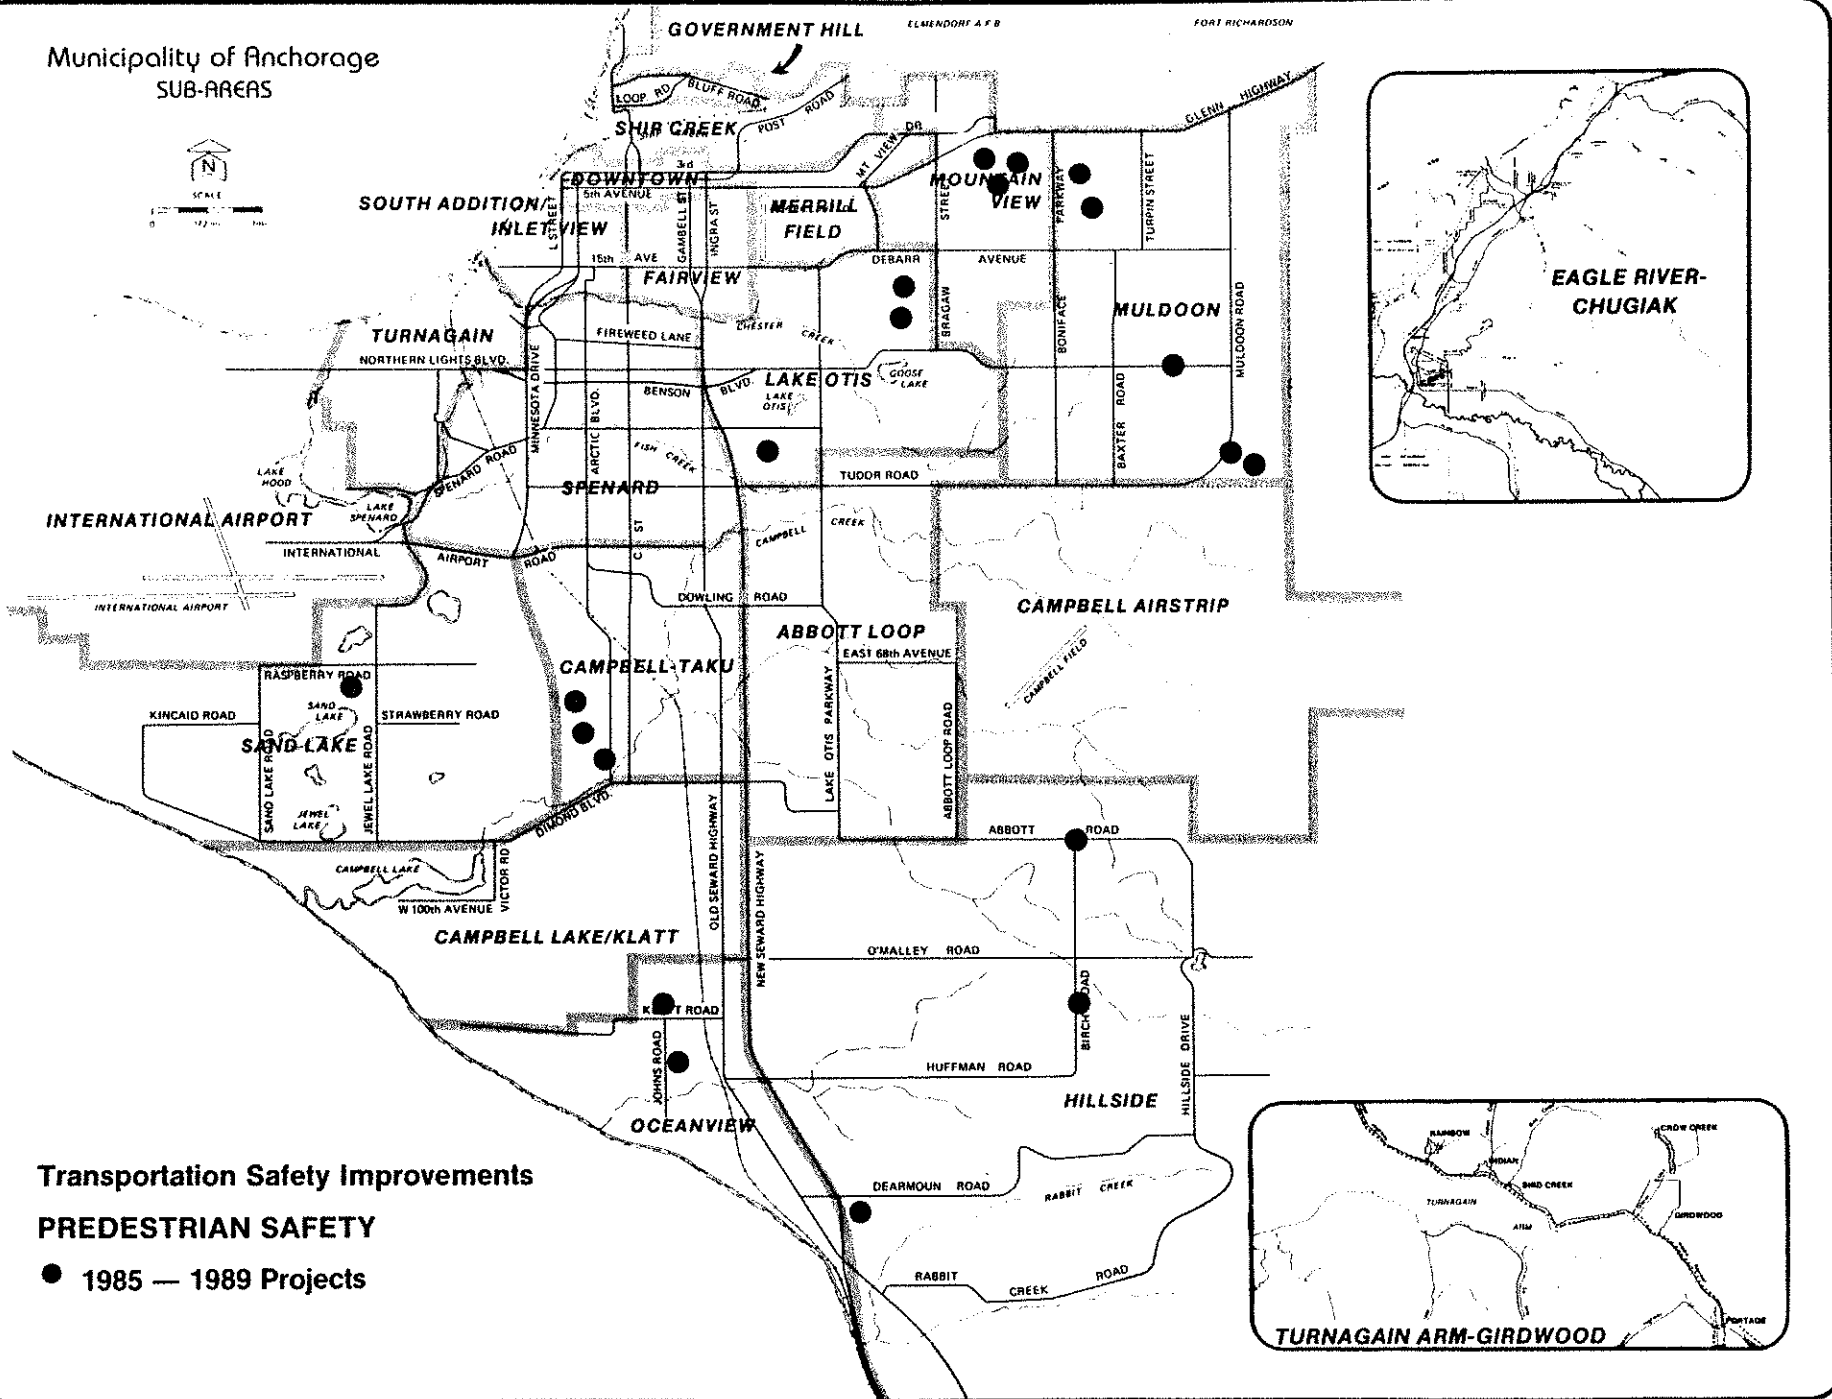 Municipality of Anchorage
SUB-AREAS
N
SCALE
GOVERNMENT HILL
ELMENDORF A F B
FORT RICHARDSON
LOOP RD
BLUFF ROAD
POST ROAD
GLENN HIGHWAY
SHIP CREEK
MT VIEW DR
3rd
DOWNTOWN
5th AVENUE
SOUTH ADDITION/
INLET VIEW
L STREET
GAMBELL ST
INGRA ST
MERRILL
FIELD
MOUNTAIN
VIEW
STREET
PARKWAY
TURPIN STREET
15th AVE
FAIRVIEW
DEBARR AVENUE
BRAGAW
BONIFACE
MULDOON
MULDOON ROAD
EAGLE RIVER-
CHUGIAK
TURNAGAIN
FIREWEED LANE
CHESTER CREEK
NORTHERN LIGHTS BLVD.
MINNESOTA DRIVE
BENSON BLVD.
LAKE OTIS
LAKE
OTIS
GOOSE
LAKE
ARCTIC BLVD.
BAXTER ROAD
FISH CREEK
SPENARD ROAD
LAKE
HOOD
LAKE
SPENARD
SPENARD
TUDOR ROAD
INTERNATIONAL AIRPORT
INTERNATIONAL AIRPORT ROAD
C ST
CAMPBELL CREEK
INTERNATIONAL AIRPORT
DOWLING ROAD
CAMPBELL AIRSTRIP
ABBOTT LOOP
EAST 68th AVENUE
CAMPBELL FIELD
CAMPBELL-TAKU
RASPBERRY ROAD
SAND
LAKE
KINCAID ROAD
STRAWBERRY ROAD
SAND LAKE
SAND LAKE ROAD
JEWEL LAKE ROAD
JEWEL
LAKE
LAKE OTIS PARKWAY
ABBOTT LOOP ROAD
DIMOND BLVD.
OLD SEWARD HIGHWAY
ABBOTT ROAD
CAMPBELL LAKE
VICTOR RD
W 100th AVENUE
NEW SEWARD HIGHWAY
CAMPBELL LAKE/KLATT
O'MALLEY ROAD
KLATT ROAD
BIRCH ROAD
JOHNS ROAD
HUFFMAN ROAD
HILLSIDE DRIVE
HILLSIDE
OCEANVIEW
DEARMOUN ROAD
RABBIT CREEK
RABBIT CREEK ROAD
Transportation Safety Improvements
PREDESTRIAN SAFETY
1985 — 1989 Projects
RAINBOW
INDIAN
BIRD CREEK
CROW CREEK
TURNAGAIN
ARM
GIRDWOOD
PORTAGE
TURNAGAIN ARM-GIRDWOOD